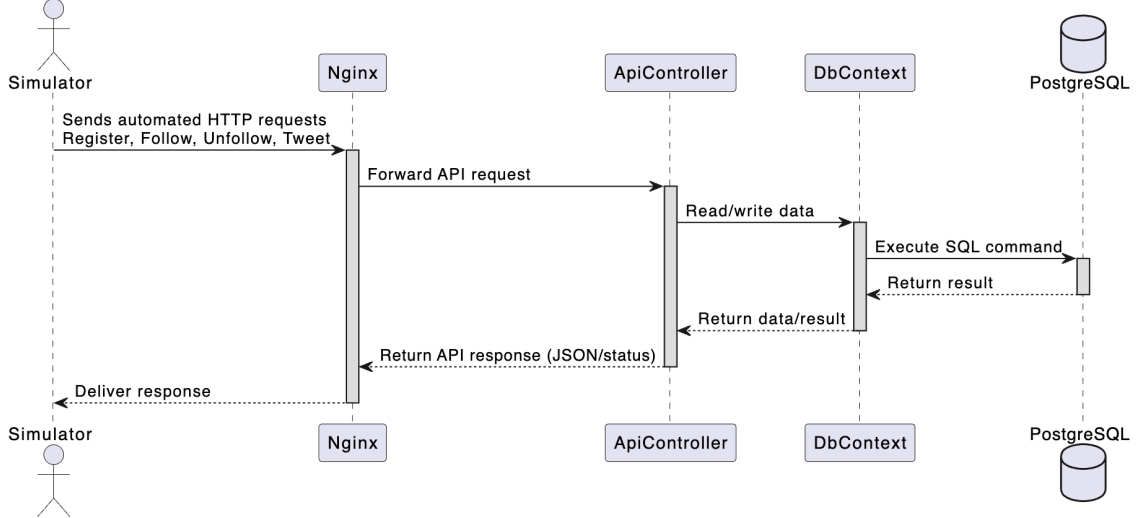 Simulator
Nginx
ApiController
DbContext
PostgreSQL
Sends automated HTTP requests
Register, Follow, Unfollow, Tweet
Forward API request
Read/write data
Execute SQL command
Return result
Return data/result
Return API response (JSON/status)
Deliver response
Simulator
Nginx
ApiController
DbContext
PostgreSQL